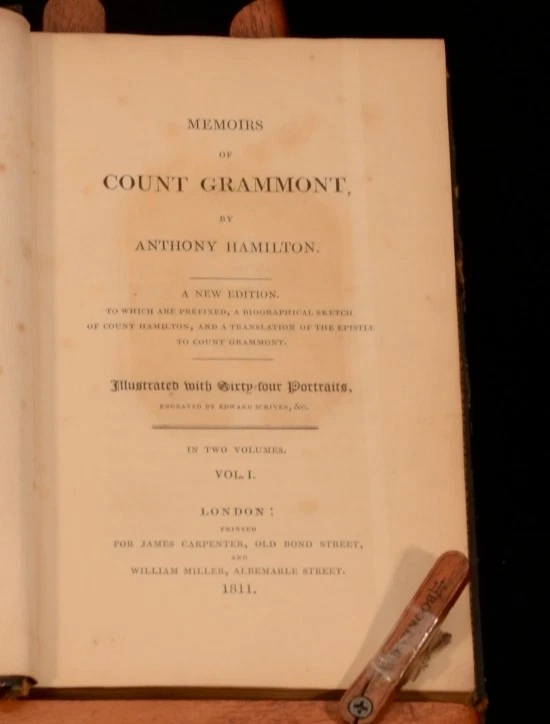 MEMOIRS
OF
COUNT GRAMMONT,
BY
ANTHONY HAMILTON.
A NEW EDITION.
TO WHICH ARE PREFIXED, A BIOGRAPHICAL SKETCH
OF COUNT HAMILTON, AND A TRANSLATION OF THE EPISTLE
TO COUNT GRAMMONT.
Illustrated with Sixty-four Portraits,
ENGRAVED BY EDWARD SCRIVEN, &c.
IN TWO VOLUMES.
VOL. I.
LONDON:
PRINTED
FOR JAMES CARPENTER, OLD BOND STREET,
AND
WILLIAM MILLER, ALBEMARLE STREET.
1811.